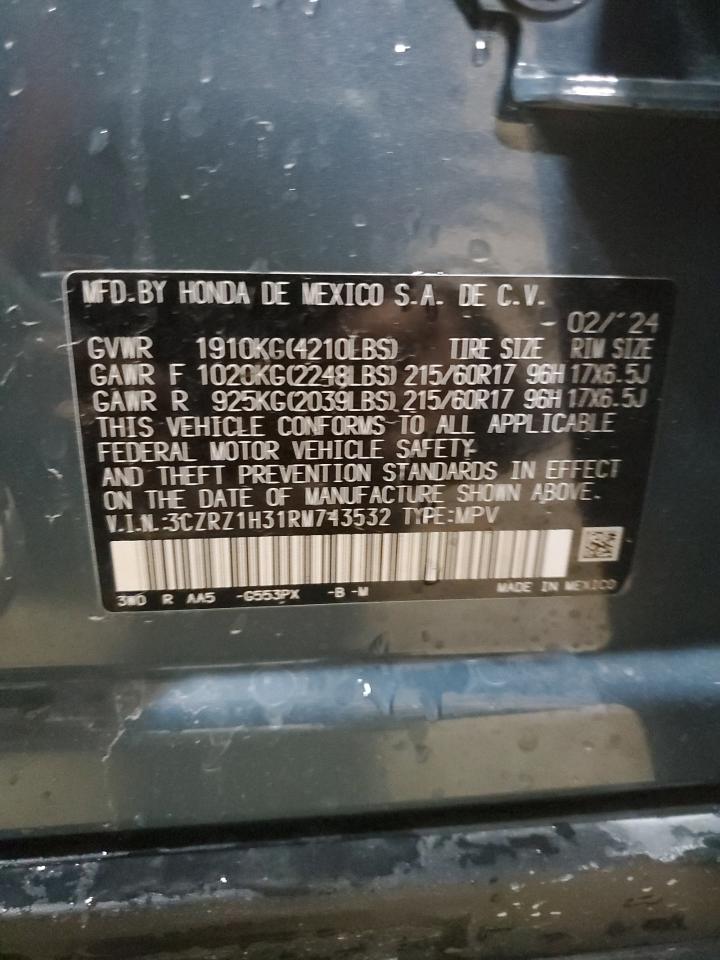 MFD. BY HONDA DE MEXICO S.A. DE C.V.
02/'24
GVWR 1910KG(4210LBS) TIRE SIZE RIM SIZE
GAWR F 1020KG(2248LBS) 215/60R17 96H 17X6.5J
GAWR R 925KG(2039LBS) 215/60R17 96H 17X6.5J
THIS VEHICLE CONFORMS TO ALL APPLICABLE
FEDERAL MOTOR VEHICLE SAFETY
AND THEFT PREVENTION STANDARDS IN EFFECT
ON THE DATE OF MANUFACTURE SHOWN ABOVE.
V.I.N.:3CZRZ1H31RM743532 TYPE:MPV
3W0 R AA5 -G553PX -B -M MADE IN MEXICO